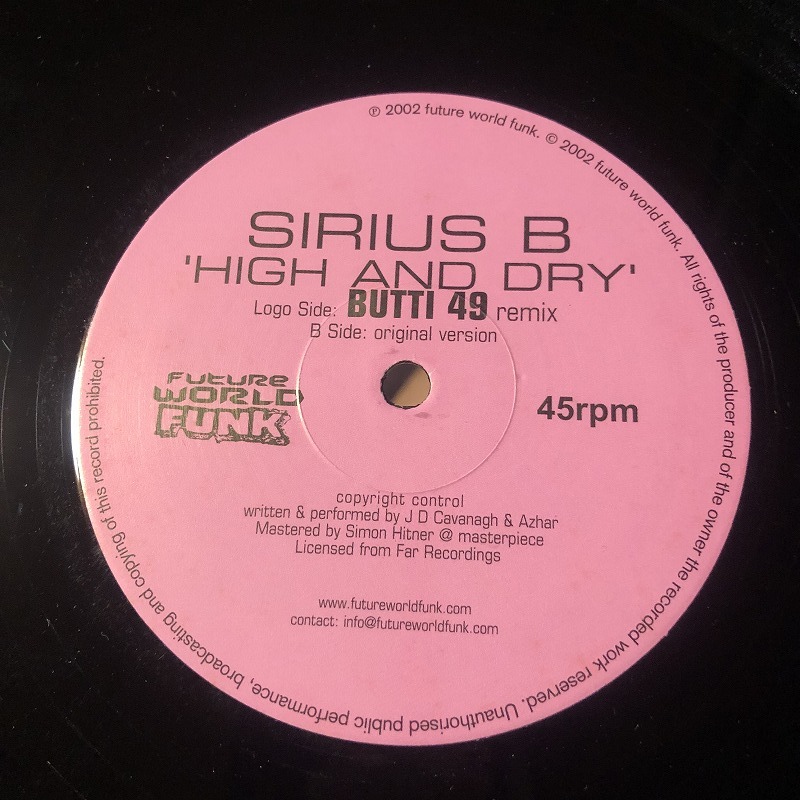 ℗ 2002 future world funk. © 2002 future world funk. All rights of the producer and of the owner the recorded work reserved. Unauthorised public performance, broadcasting and copying of this record prohibited.
SIRIUS B
'HIGH AND DRY'
Logo Side: BUTTI 49 remix
B Side: original version
FUTURE
WORLD
FUNK
45rpm
copyright control
written & performed by J D Cavanagh & Azhar
Mastered by Simon Hitner @ masterpiece
Licensed from Far Recordings
www.futureworldfunk.com
contact: info@futureworldfunk.com